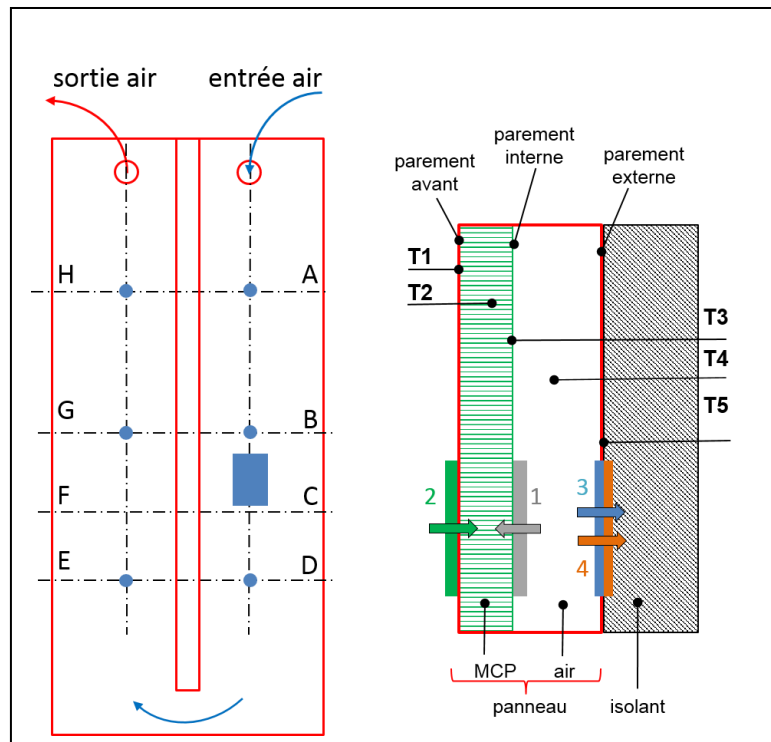 sortie air
entrée air
H
A
G
B
F
C
E
D
parement
avant
parement
interne
parement
externe
T1
T2
T3
T4
T5
2
1
3
4
MCP
air
panneau
isolant